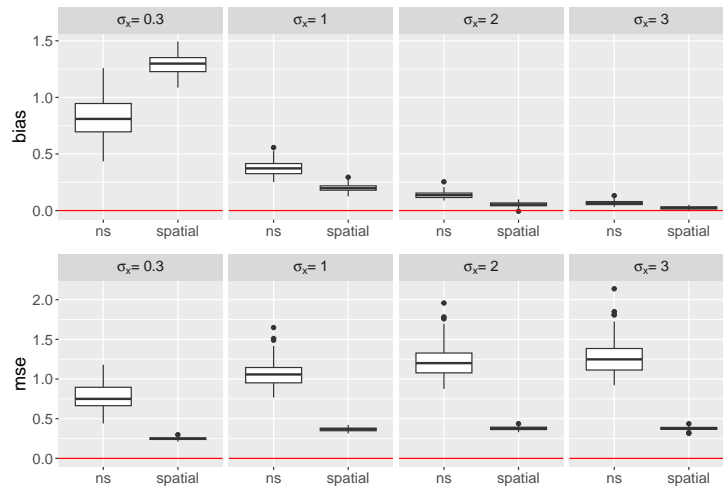 σx= 0.3 σx= 1 σx= 2 σx= 3
1.5
1.0
0.5
0.0
bias
ns spatial ns spatial ns spatial ns spatial
σx= 0.3 σx= 1 σx= 2 σx= 3
2.0
1.5
1.0
0.5
0.0
mse
ns spatial ns spatial ns spatial ns spatial